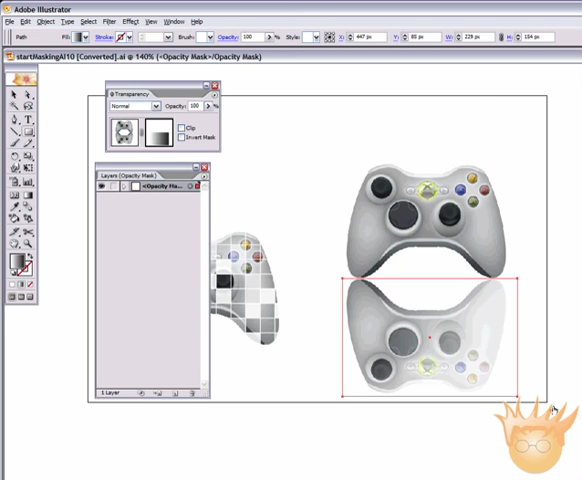 Adobe Illustrator
File Edit Object Type Select Filter Effect View Window Help
Path Fill: Stroke: Brush: Opacity: 100 % Style: X: 447 px Y: 85 px W: 229 px H: 154 px
startMaskingAI10 [Converted].ai @ 140% (<Opacity Mask>/Opacity Mask)
Transparency
Normal Opacity: 100 %
Clip
Invert Mask
Layers (Opacity Mask)
<Opacity Ma...
1 Layer